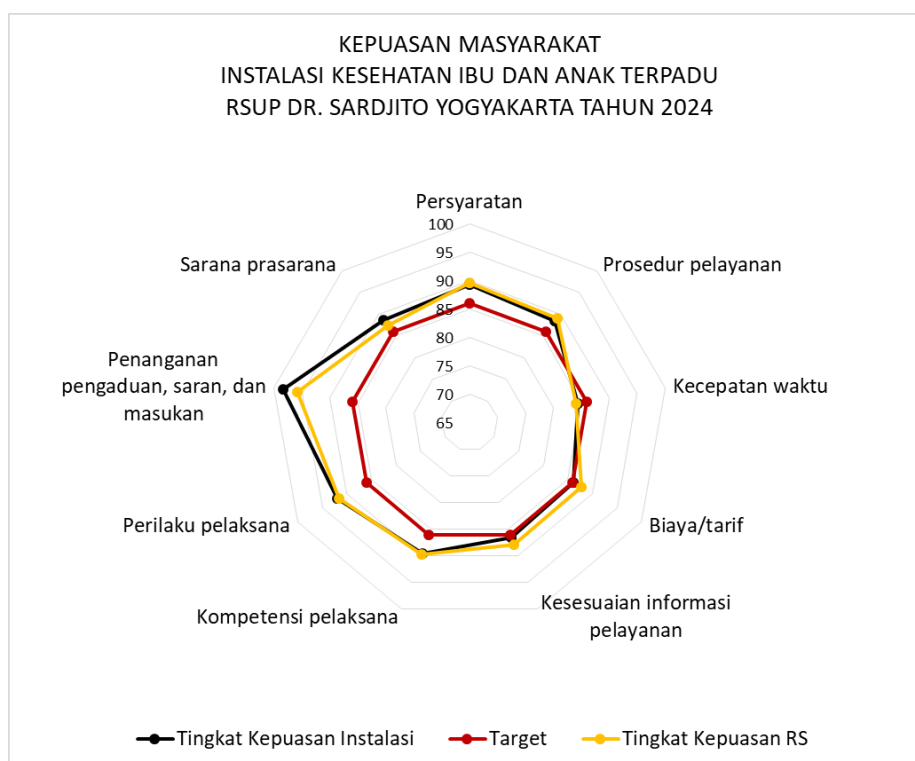 KEPUASAN MASYARAKAT
INSTALASI KESEHATAN IBU DAN ANAK TERPADU
RSUP DR. SARDJITO YOGYAKARTA TAHUN 2024
Persyaratan
100
95
90
85
80
75
70
65
Prosedur pelayanan
Kecepatan waktu
Biaya/tarif
Kesesuaian informasi
pelayanan
Kompetensi pelaksana
Perilaku pelaksana
Penanganan
pengaduan, saran, dan
masukan
Sarana prasarana
Tingkat Kepuasan Instalasi
Target
Tingkat Kepuasan RS